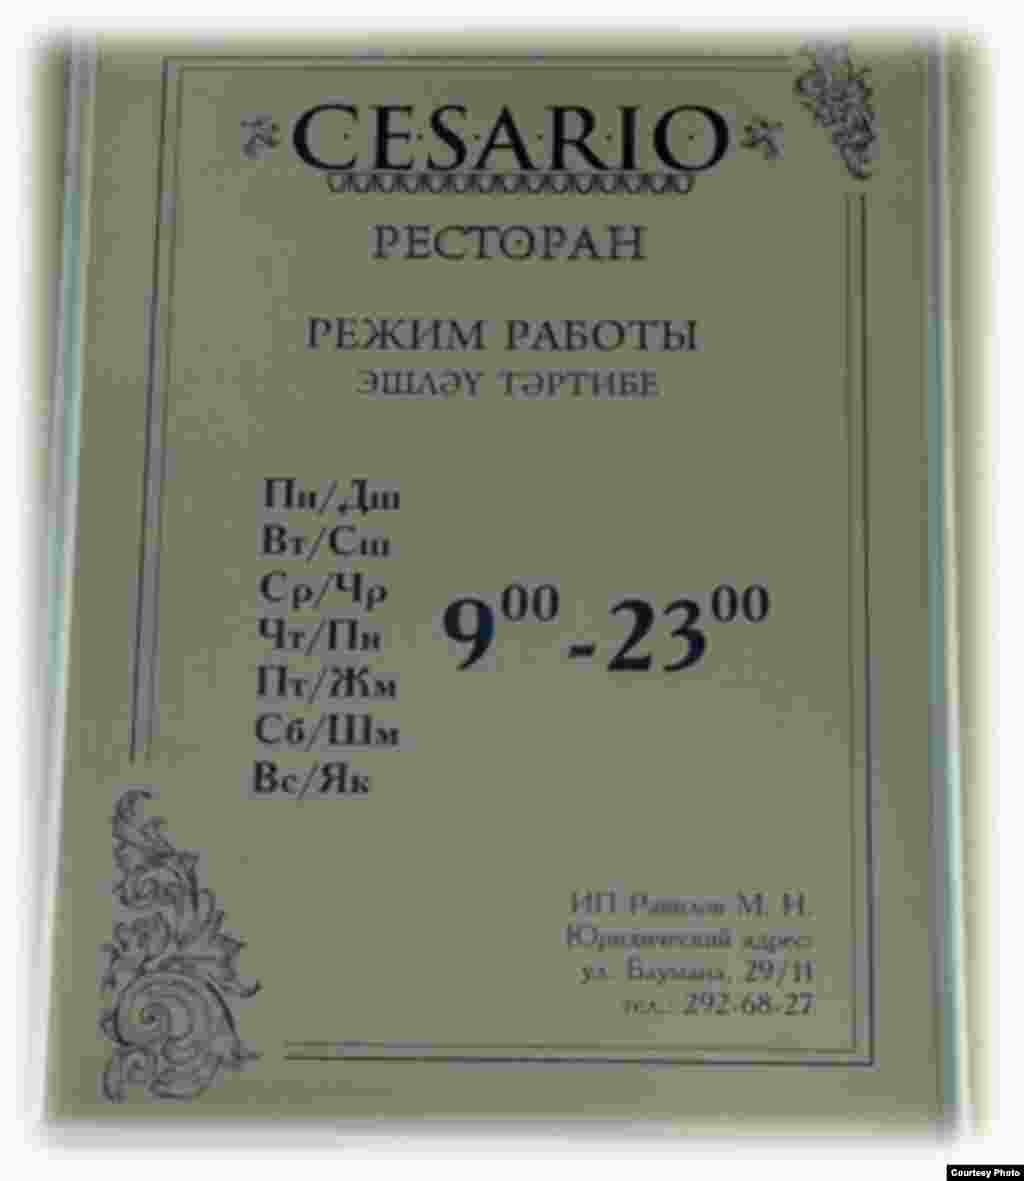 CESARIO
РЕСТОРАН
РЕЖИМ РАБОТЫ
ЭШЛӘҮ ТӘРТИБЕ
Пн/Дш
Вт/Сш
Ср/Чр
Чт/Пн
Пт/Жм
Сб/Шм
Вс/Як
9⁰⁰-23⁰⁰
ИП М. Н.
Юридический адрес:
ул. Баумана, 29/11
тел.: 292-68-27
Courtesy Photo